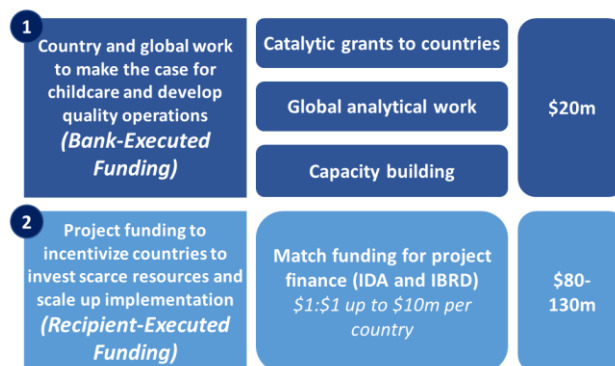 1
Country and global work
to make the case for
childcare and develop
quality operations
(Bank-Executed
Funding)
Catalytic grants to countries
Global analytical work
Capacity building
$20m
2
Project funding to
incentivize countries to
invest scarce resources and
scale up implementation
(Recipient-Executed
Funding)
Match funding for project
finance (IDA and IBRD)
$1:$1 up to $10m per
country
$80-
130m